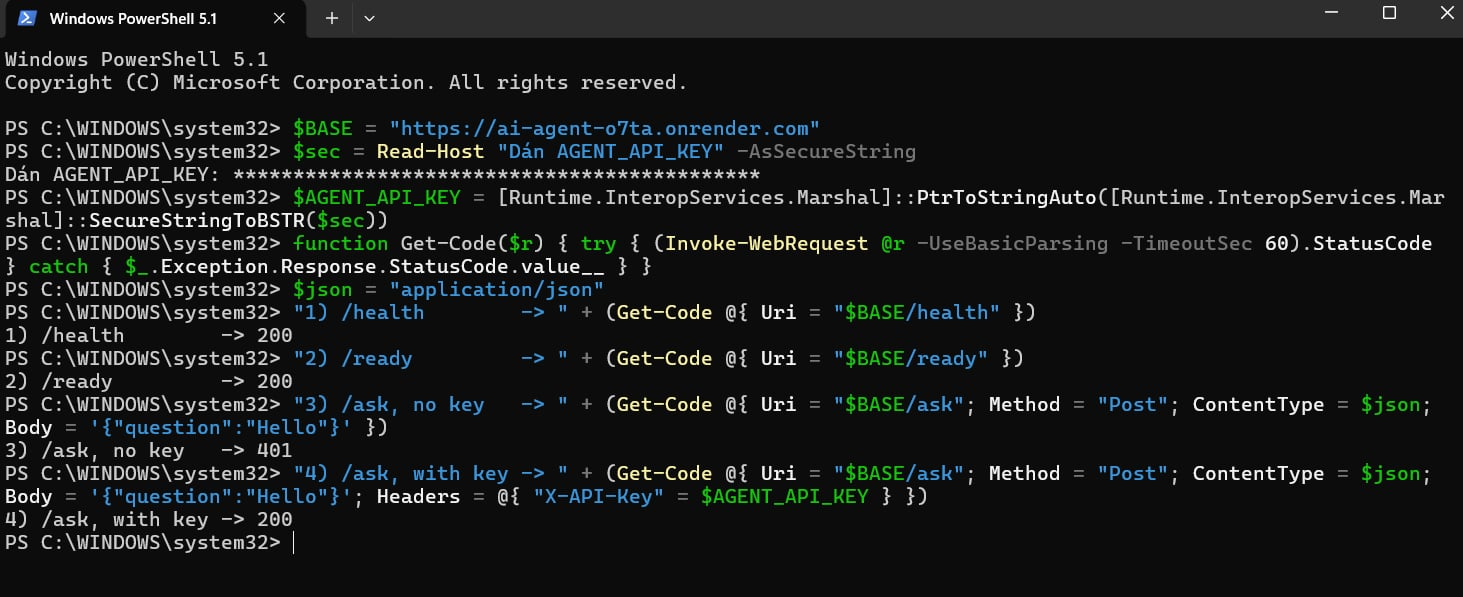 Windows PowerShell 5.1
Windows PowerShell 5.1
Copyright (C) Microsoft Corporation. All rights reserved.
PS C:\WINDOWS\system32> $BASE = "https://ai-agent-o7ta.onrender.com"
PS C:\WINDOWS\system32> $sec = Read-Host "Dán AGENT_API_KEY" -AsSecureString
Dán AGENT_API_KEY: ********************************************
PS C:\WINDOWS\system32> $AGENT_API_KEY = [Runtime.InteropServices.Marshal]::PtrToStringAuto([Runtime.InteropServices.Mar
shal]::SecureStringToBSTR($sec))
PS C:\WINDOWS\system32> function Get-Code($r) { try { (Invoke-WebRequest @r -UseBasicParsing -TimeoutSec 60).StatusCode
} catch { $_.Exception.Response.StatusCode.value__ } }
PS C:\WINDOWS\system32> $json = "application/json"
PS C:\WINDOWS\system32> "1) /health        -> " + (Get-Code @{ Uri = "$BASE/health" })
1) /health        -> 200
PS C:\WINDOWS\system32> "2) /ready         -> " + (Get-Code @{ Uri = "$BASE/ready" })
2) /ready         -> 200
PS C:\WINDOWS\system32> "3) /ask, no key   -> " + (Get-Code @{ Uri = "$BASE/ask"; Method = "Post"; ContentType = $json;
Body = '{"question":"Hello"}' })
3) /ask, no key   -> 401
PS C:\WINDOWS\system32> "4) /ask, with key -> " + (Get-Code @{ Uri = "$BASE/ask"; Method = "Post"; ContentType = $json;
Body = '{"question":"Hello"}'; Headers = @{ "X-API-Key" = $AGENT_API_KEY } })
4) /ask, with key -> 200
PS C:\WINDOWS\system32>